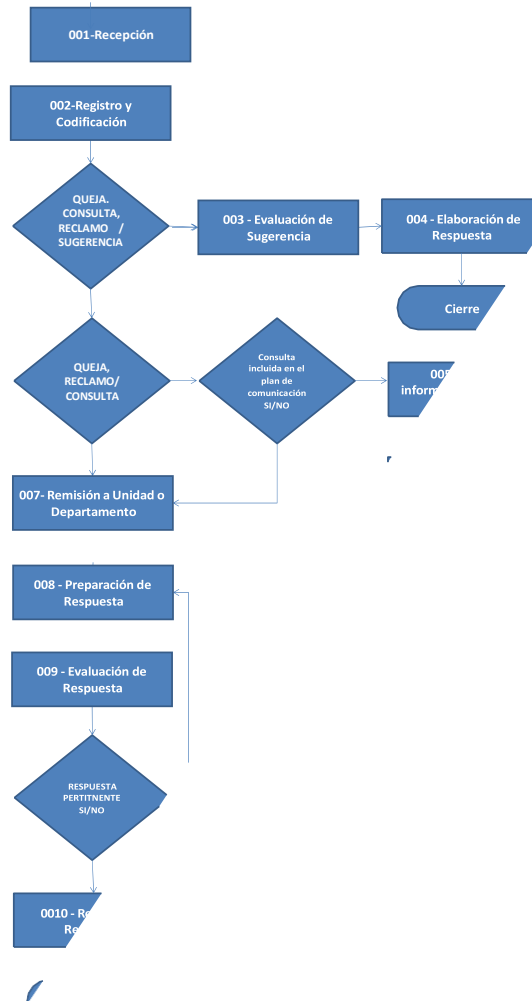 001-Recepción
002-Registro y
Codificación
QUEJA.
CONSULTA,
RECLAMO /
SUGERENCIA
003 - Evaluación de
Sugerencia
004 - Elaboración de
Respuesta
Cierre
QUEJA,
RECLAMO/
CONSULTA
Consulta
incluida en el
plan de
comunicación
SI/NO
007- Remisión a Unidad o
Departamento
008 - Preparación de
Respuesta
009 - Evaluación de
Respuesta
RESPUESTA
PERTITNENTE
SI/NO
0010 -